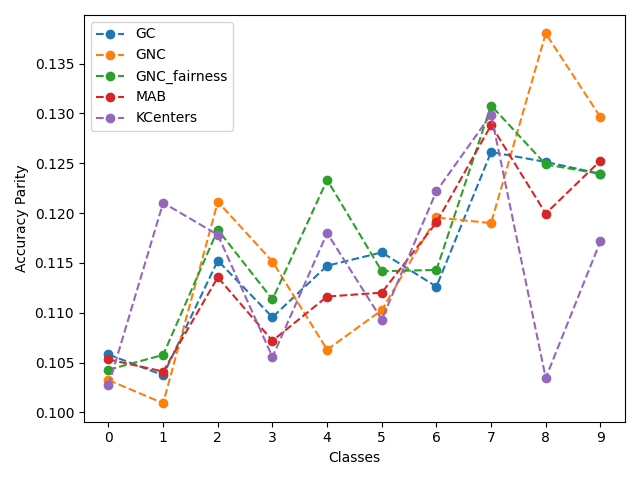 GC
GNC
GNC_fairness
MAB
KCenters
Accuracy Parity
0.135
0.130
0.125
0.120
0.115
0.110
0.105
0.100
0 1 2 3 4 5 6 7 8 9
Classes